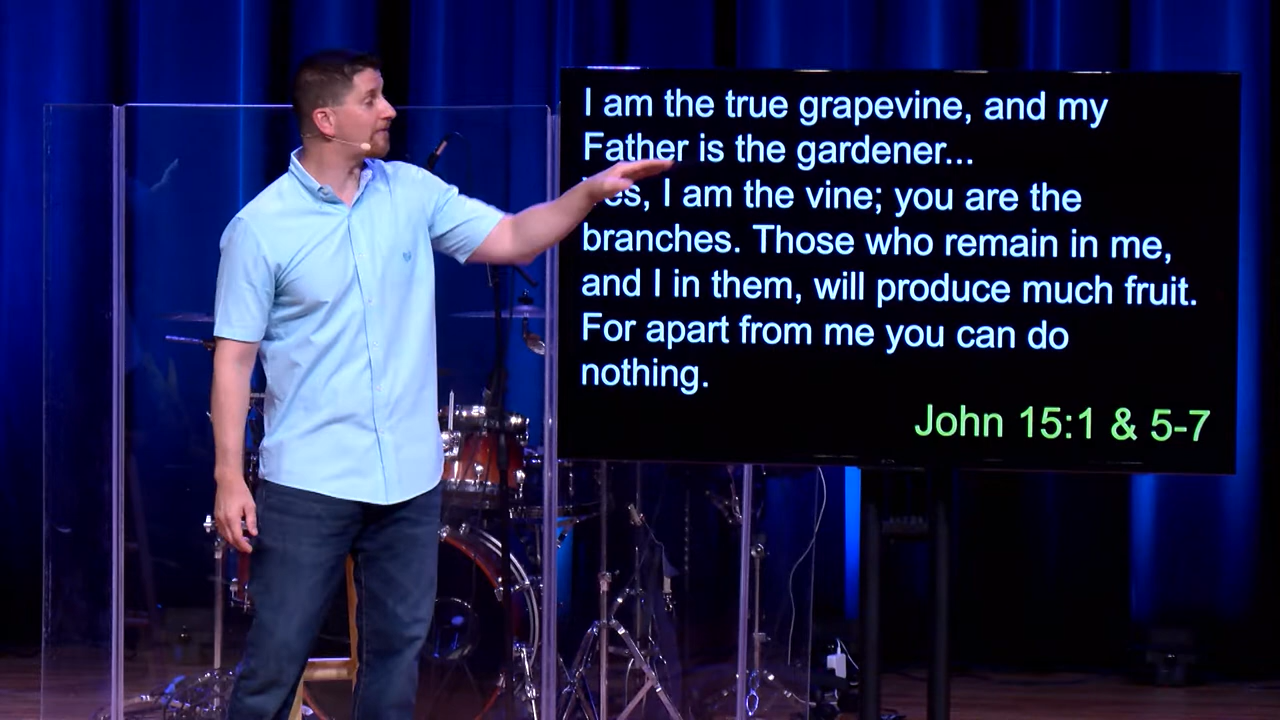 I am the true grapevine, and my
Father is the gardener...
Yes, I am the vine; you are the
branches. Those who remain in me,
and I in them, will produce much fruit.
For apart from me you can do
nothing.
John 15:1 & 5-7